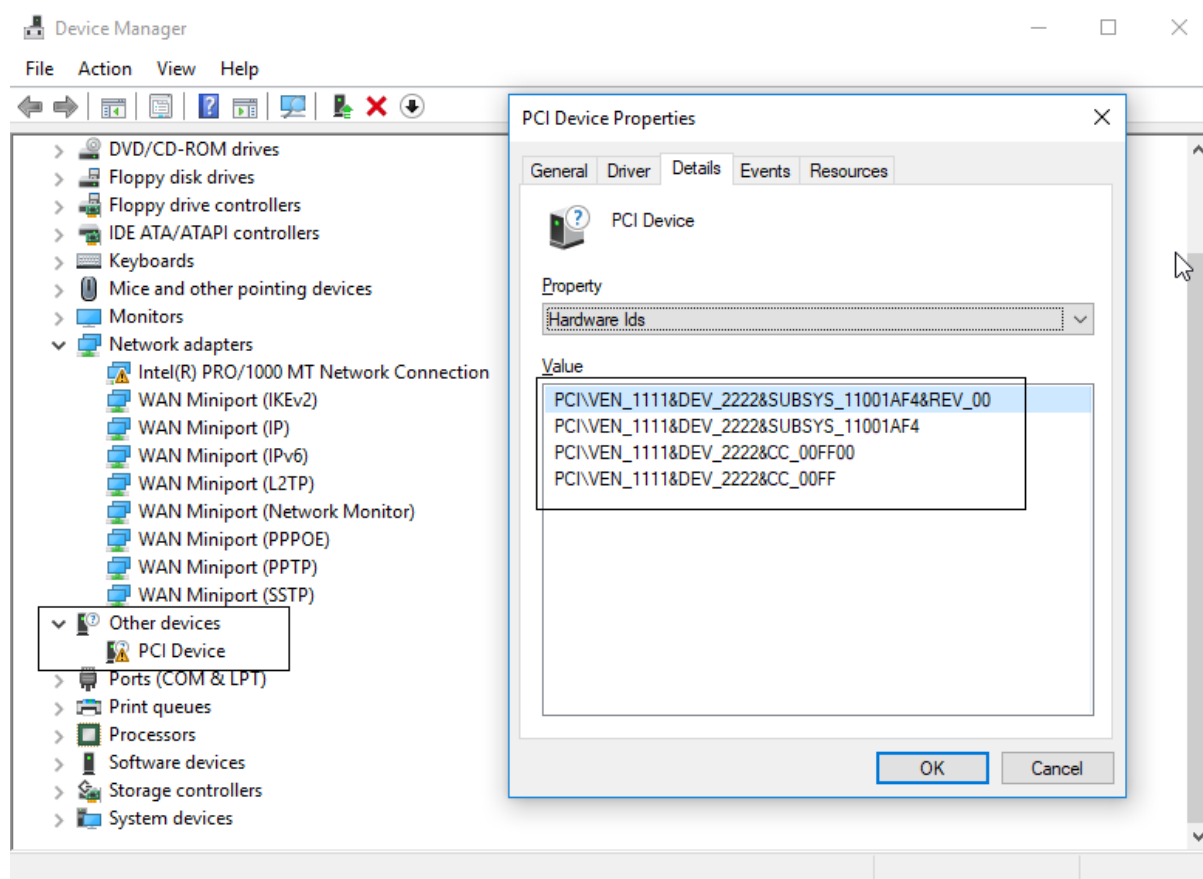 Device Manager
File Action View Help
DVD/CD-ROM drives
Floppy disk drives
Floppy drive controllers
IDE ATA/ATAPI controllers
Keyboards
Mice and other pointing devices
Monitors
Network adapters
Intel(R) PRO/1000 MT Network Connection
WAN Miniport (IKEv2)
WAN Miniport (IP)
WAN Miniport (IPv6)
WAN Miniport (L2TP)
WAN Miniport (Network Monitor)
WAN Miniport (PPPOE)
WAN Miniport (PPTP)
WAN Miniport (SSTP)
Other devices
PCI Device
Ports (COM & LPT)
Print queues
Processors
Software devices
Storage controllers
System devices
PCI Device Properties
General Driver Details Events Resources
PCI Device
Property
Hardware Ids
Value
PCI\VEN_1111&DEV_2222&SUBSYS_11001AF4&REV_00
PCI\VEN_1111&DEV_2222&SUBSYS_11001AF4
PCI\VEN_1111&DEV_2222&CC_00FF00
PCI\VEN_1111&DEV_2222&CC_00FF
OK Cancel